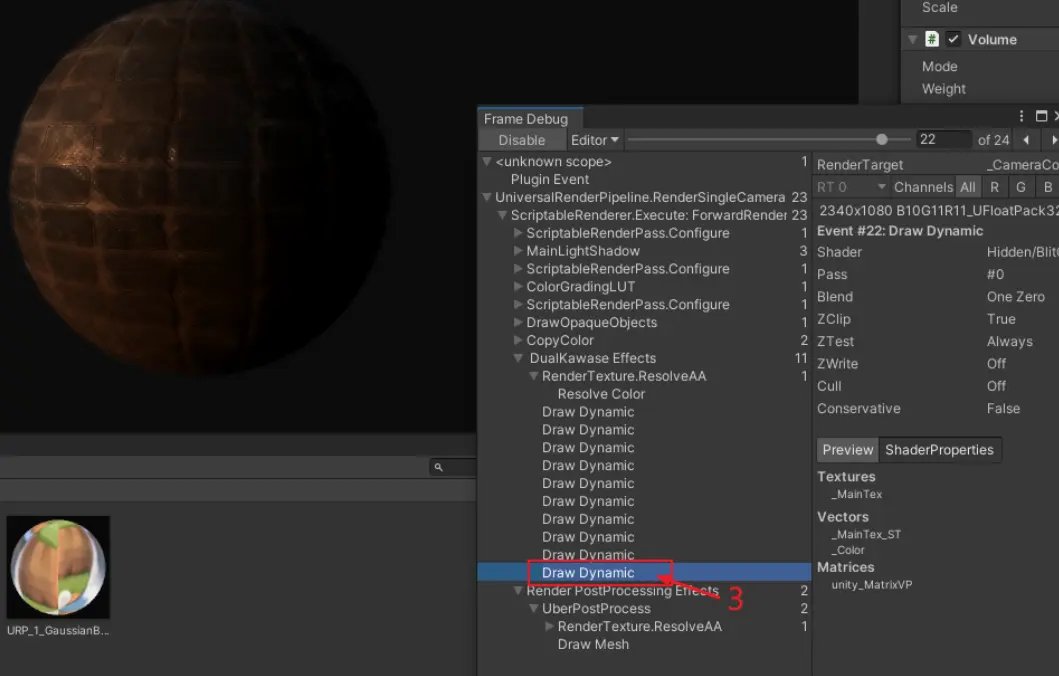 Scale
# Volume
Mode
Weight
Frame Debug
Disable Editor 22 of 24
<unknown scope> 1
Plugin Event
UniversalRenderPipeline.RenderSingleCamera 23
ScriptableRenderer.Execute: ForwardRender 23
ScriptableRenderPass.Configure 1
MainLightShadow 3
ScriptableRenderPass.Configure 1
ColorGradingLUT 1
ScriptableRenderPass.Configure 1
DrawOpaqueObjects 1
CopyColor 2
DualKawase Effects 11
RenderTexture.ResolveAA 1
Resolve Color
Draw Dynamic
Draw Dynamic
Draw Dynamic
Draw Dynamic
Draw Dynamic
Draw Dynamic
Draw Dynamic
Draw Dynamic
Draw Dynamic
Draw Dynamic
Render PostProcessing Effects 2
3
UberPostProcess 2
RenderTexture.ResolveAA 1
Draw Mesh
RenderTarget _CameraCo
RT 0 Channels All R G B
2340x1080 B10G11R11_UFloatPack32
Event #22: Draw Dynamic
Shader Hidden/Blit
Pass #0
Blend One Zero
ZClip True
ZTest Always
ZWrite Off
Cull Off
Conservative False
Preview ShaderProperties
Textures
_MainTex
Vectors
_MainTex_ST
_Color
Matrices
unity_MatrixVP
URP_1_GaussianB...